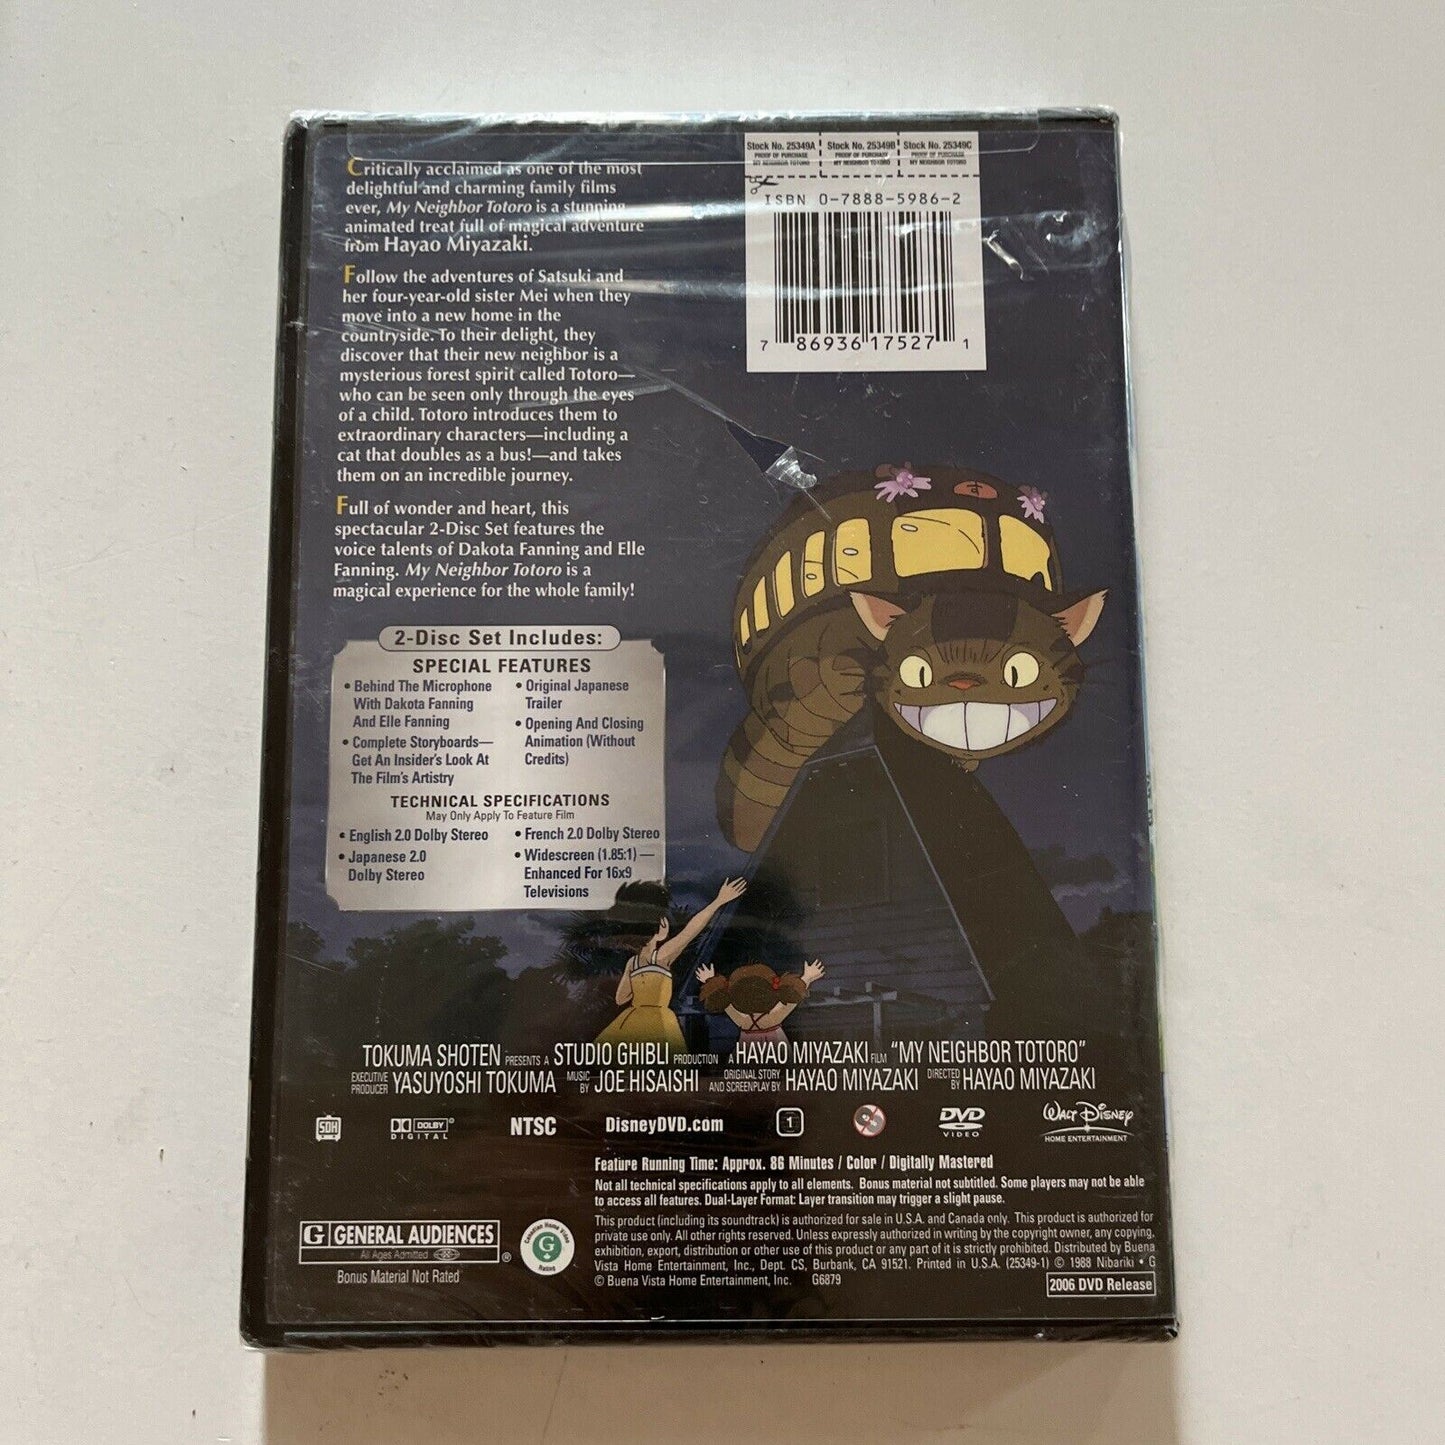 Critically acclaimed as one of the most
delightful and charming family films
ever, My Neighbor Totoro is a stunning
animated treat full of magical adventure
from Hayao Miyazaki.
Follow the adventures of Satsuki and
her four-year-old sister Mei when they
move into a new home in the
countryside. To their delight, they
discover that their new neighbor is a
mysterious forest spirit called Totoro—
who can be seen only through the eyes
of a child. Totoro introduces them to
extraordinary characters—including a
cat that doubles as a bus!—and takes
them on an incredible journey.
Full of wonder and heart, this
spectacular 2-Disc Set features the
voice talents of Dakota Fanning and Elle
Fanning. My Neighbor Totoro is a
magical experience for the whole family!
Stock No. 25349A Stock No. 25349B Stock No. 25349C
PROOF OF PURCHASE PROOF OF PURCHASE PROOF OF PURCHASE
MY NEIGHBOR TOTORO MY NEIGHBOR TOTORO MY NEIGHBOR TOTORO
ISBN 0-7888-5986-2
7 86936 17527 1
2-Disc Set Includes:
SPECIAL FEATURES
• Behind The Microphone
With Dakota Fanning
And Elle Fanning
• Complete Storyboards—
Get An Insider's Look At
The Film's Artistry
• Original Japanese
Trailer
• Opening And Closing
Animation (Without
Credits)
TECHNICAL SPECIFICATIONS
May Only Apply To Feature Film
• English 2.0 Dolby Stereo
• Japanese 2.0
Dolby Stereo
• French 2.0 Dolby Stereo
• Widescreen (1.85:1) —
Enhanced For 16x9
Televisions
TOKUMA SHOTEN PRESENTS A STUDIO GHIBLI PRODUCTION A HAYAO MIYAZAKI FILM "MY NEIGHBOR TOTORO"
EXECUTIVE PRODUCER YASUYOSHI TOKUMA MUSIC BY JOE HISAISHI ORIGINAL STORY AND SCREENPLAY BY HAYAO MIYAZAKI DIRECTED BY HAYAO MIYAZAKI
SDH DOLBY DIGITAL NTSC DisneyDVD.com 1 DVD VIDEO WALT DISNEY HOME ENTERTAINMENT
Feature Running Time: Approx. 86 Minutes / Color / Digitally Mastered
Not all technical specifications apply to all elements. Bonus material not subtitled. Some players may not be able
to access all features. Dual-Layer Format: Layer transition may trigger a slight pause.
This product (including its soundtrack) is authorized for sale in U.S.A. and Canada only. This product is authorized for
private use only. All other rights reserved. Unless expressly authorized in writing by the copyright owner, any copying,
exhibition, export, distribution or other use of this product or any part of it is strictly prohibited. Distributed by Buena
Vista Home Entertainment, Inc., Dept. CS, Burbank, CA 91521. Printed in U.S.A. (25349-1) © 1988 Nibariki • G
© Buena Vista Home Entertainment, Inc. G6879
2006 DVD Release
G GENERAL AUDIENCES
All Ages Admitted ®
Bonus Material Not Rated
Canadian Home Video
G
Rating